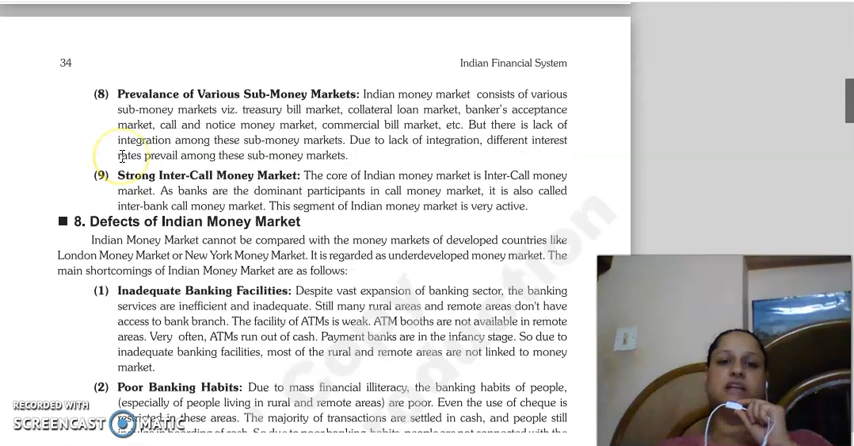 34 Indian Financial System
(8) Prevalance of Various Sub-Money Markets: Indian money market consists of various
sub-money markets viz. treasury bill market, collateral loan market, banker's acceptance
market, call and notice money market, commercial bill market, etc. But there is lack of
integration among these sub-money markets. Due to lack of integration, different interest
rates prevail among these sub-money markets.
(9) Strong Inter-Call Money Market: The core of Indian money market is Inter-Call money
market. As banks are the dominant participants in call money market, it is also called
inter-bank call money market. This segment of Indian money market is very active.
■ 8. Defects of Indian Money Market
Indian Money Market cannot be compared with the money markets of developed countries like
London Money Market or New York Money Market. It is regarded as underdeveloped money market. The
main shortcomings of Indian Money Market are as follows:
(1) Inadequate Banking Facilities: Despite vast expansion of banking sector, the banking
services are inefficient and inadequate. Still many rural areas and remote areas don't have
access to bank branch. The facility of ATMs is weak. ATM booths are not available in remote
areas. Very often, ATMs run out of cash. Payment banks are in the infancy stage. So due to
inadequate banking facilities, most of the rural and remote areas are not linked to money
market.
(2) Poor Banking Habits: Due to mass financial illiteracy, the banking habits of people,
(especially of people living in rural and remote areas) are poor. Even the use of cheque is
restricted in these areas. The majority of transactions are settled in cash, and people still
RECORDED WITH
SCREENCAST MATIC